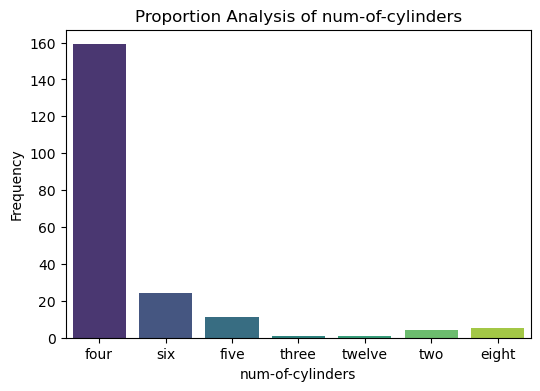 Proportion Analysis of num-of-cylinders
Frequency
160
140
120
100
80
60
40
20
0
four six five three twelve two eight
num-of-cylinders